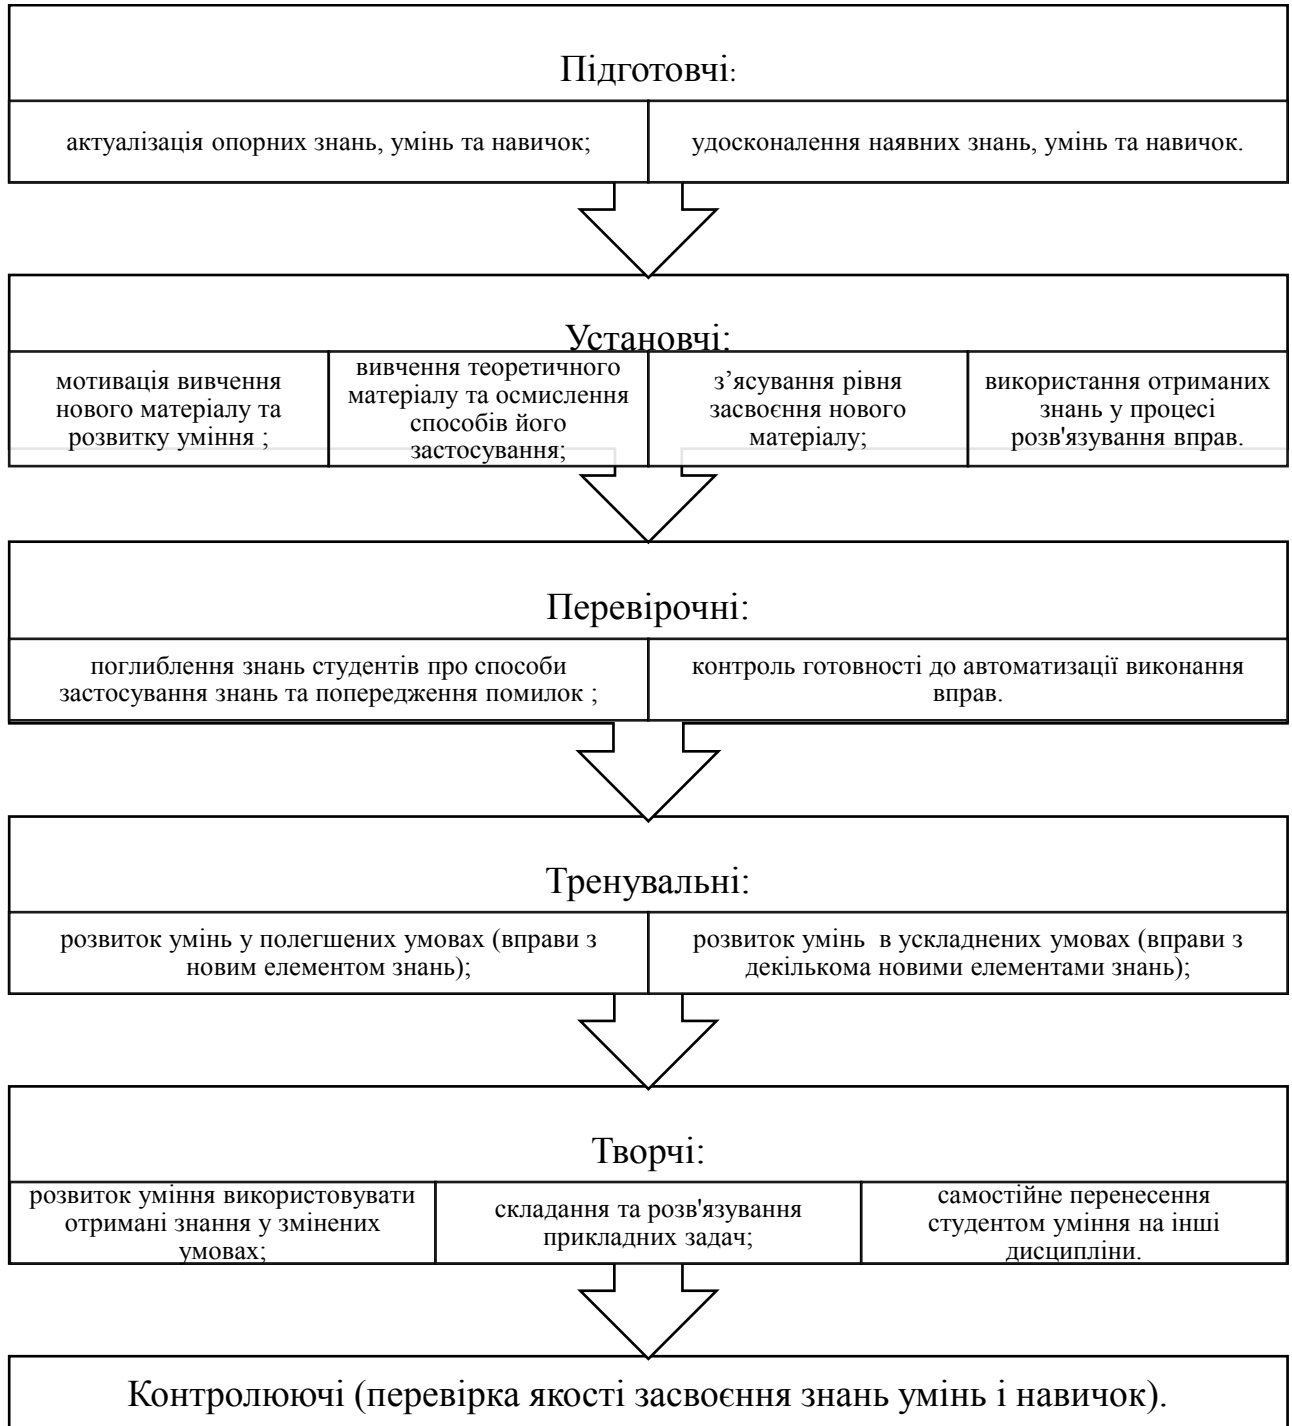 Підготовчі:
актуалізація опорних знань, умінь та навичок;
удосконалення наявних знань, умінь та навичок.
Установчі:
мотивація вивчення
нового матеріалу та
розвитку уміння ;
вивчення теоретичного
матеріалу та осмислення
способів його
застосування;
з’ясування рівня
засвоєння нового
матеріалу;
використання отриманих
знань у процесі
розв'язування вправ.
Перевірочні:
поглиблення знань студентів про способи
застосування знань та попередження помилок ;
контроль готовності до автоматизації виконання
вправ.
Тренувальні:
розвиток умінь у полегшених умовах (вправи з
новим елементом знань);
розвиток умінь  в ускладнених умовах (вправи з
декількома новими елементами знань);
Творчі:
розвиток уміння використовувати
отримані знання у змінених
умовах;
складання та розв'язування
прикладних задач;
самостійне перенесення
студентом уміння на інші
дисципліни.
Контролюючі (перевірка якості засвоєння знань умінь і навичок).